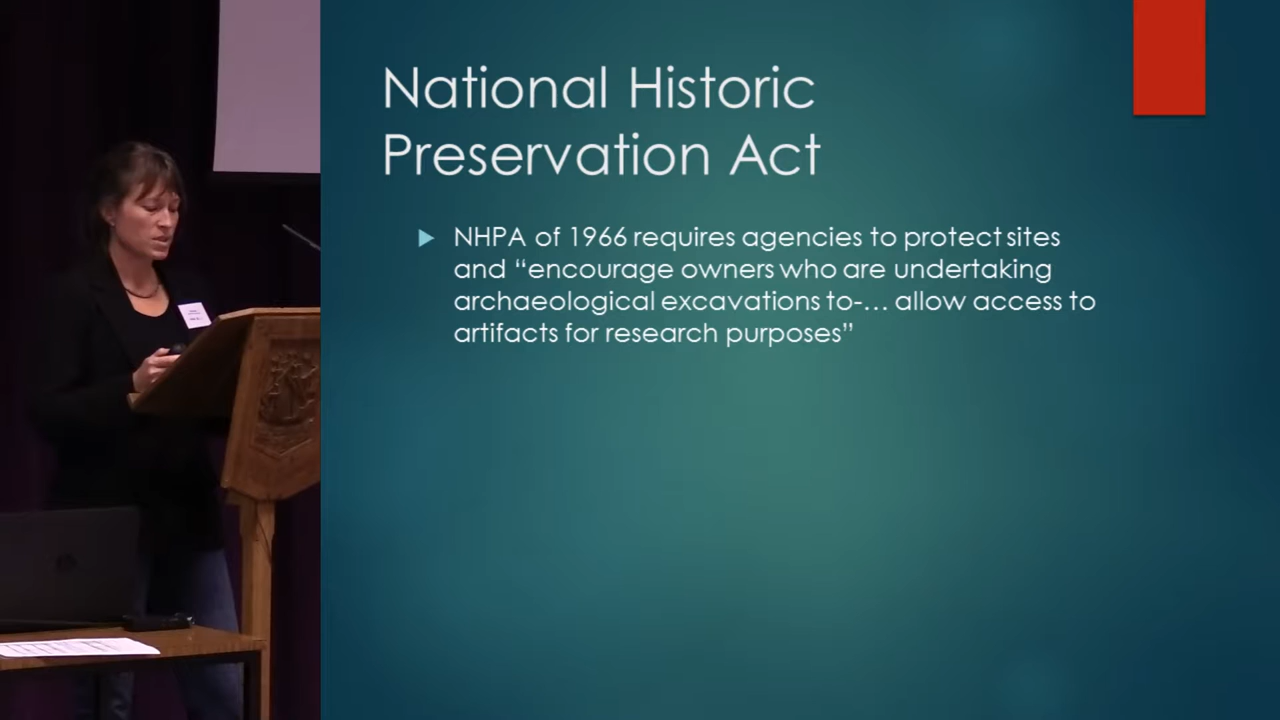 National Historic
Preservation Act
NHPA of 1966 requires agencies to protect sites
and “encourage owners who are undertaking
archaeological excavations to-… allow access to
artifacts for research purposes”